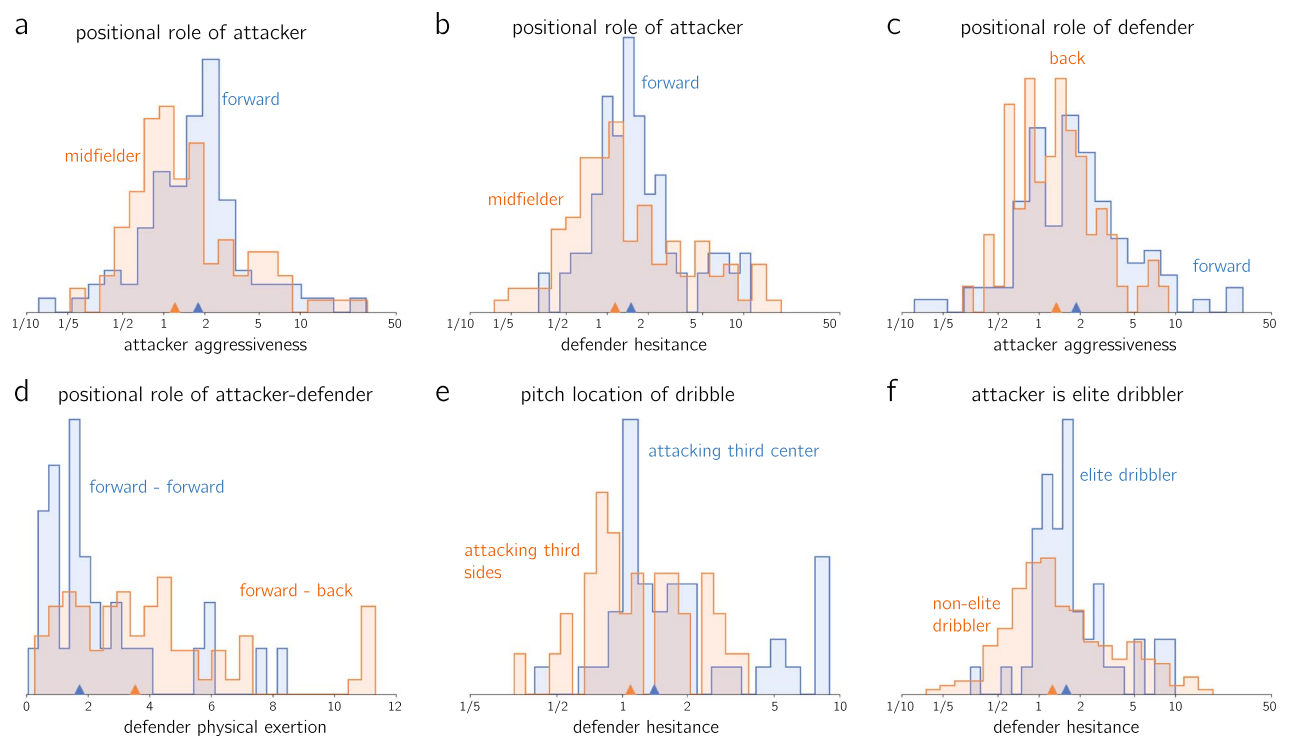 a
positional role of attacker
forward
midfielder
1/10 1/5 1/2 1 2 5 10 50
attacker aggressiveness
b
positional role of attacker
forward
midfielder
1/10 1/5 1/2 1 2 5 10 50
defender hesitance
c
positional role of defender
back
forward
1/10 1/5 1/2 1 2 5 10 50
attacker aggressiveness
d
positional role of attacker-defender
forward - forward
forward - back
0 2 4 6 8 10 12
defender physical exertion
e
pitch location of dribble
attacking third center
attacking third
sides
1/5 1/2 1 2 5 10
defender hesitance
f
attacker is elite dribbler
elite dribbler
non-elite
dribbler
1/10 1/5 1/2 1 2 5 10 50
defender hesitance